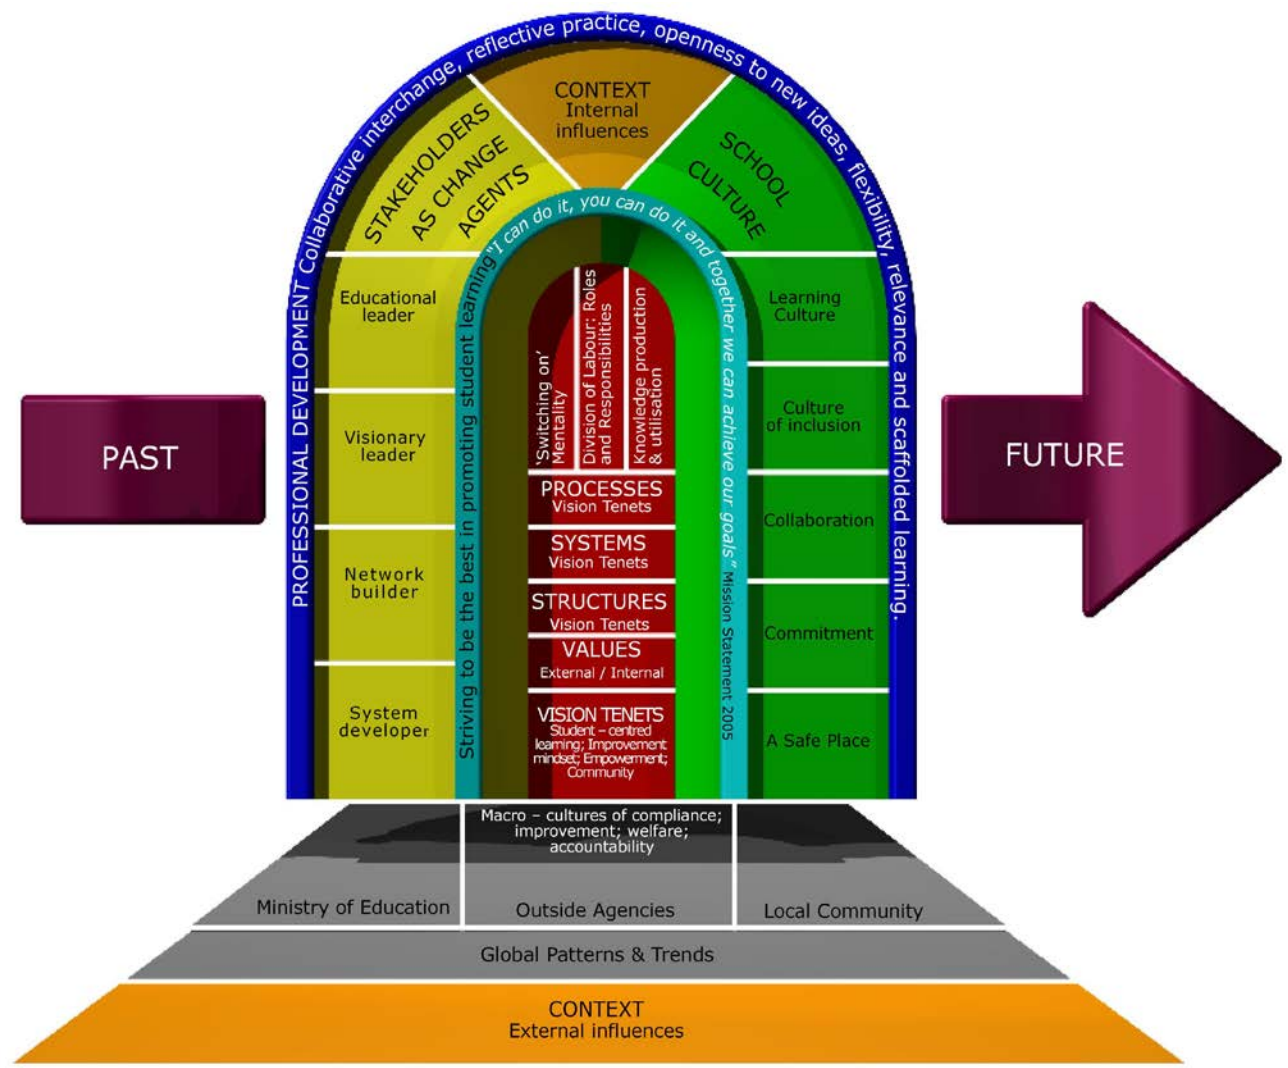 PROFESSIONAL DEVELOPMENT Collaborative interchange, reflective practice, openness to new ideas, flexibility, relevance and scaffolded learning.
CONTEXT
Internal
influences
STAKEHOLDERS
AS CHANGE
AGENTS
SCHOOL
CULTURE
Striving to be the best in promoting student learning "I can do it, you can do it and together we can achieve our goals" Mission Statement 2005
Educational
leader
Visionary
leader
Network
builder
System
developer
'Switching on'
Mentality
Division of Labour: Roles
and Responsibilities
Knowledge production
& utilisation
PROCESSES
Vision Tenets
SYSTEMS
Vision Tenets
STRUCTURES
Vision Tenets
VALUES
External / Internal
VISION TENETS
Student – centred
learning; Improvement
mindset; Empowerment;
Community
Learning
Culture
Culture
of inclusion
Collaboration
Commitment
A Safe Place
PAST
FUTURE
Macro – cultures of compliance;
improvement; welfare;
accountability
Ministry of Education
Outside Agencies
Local Community
Global Patterns & Trends
CONTEXT
External influences